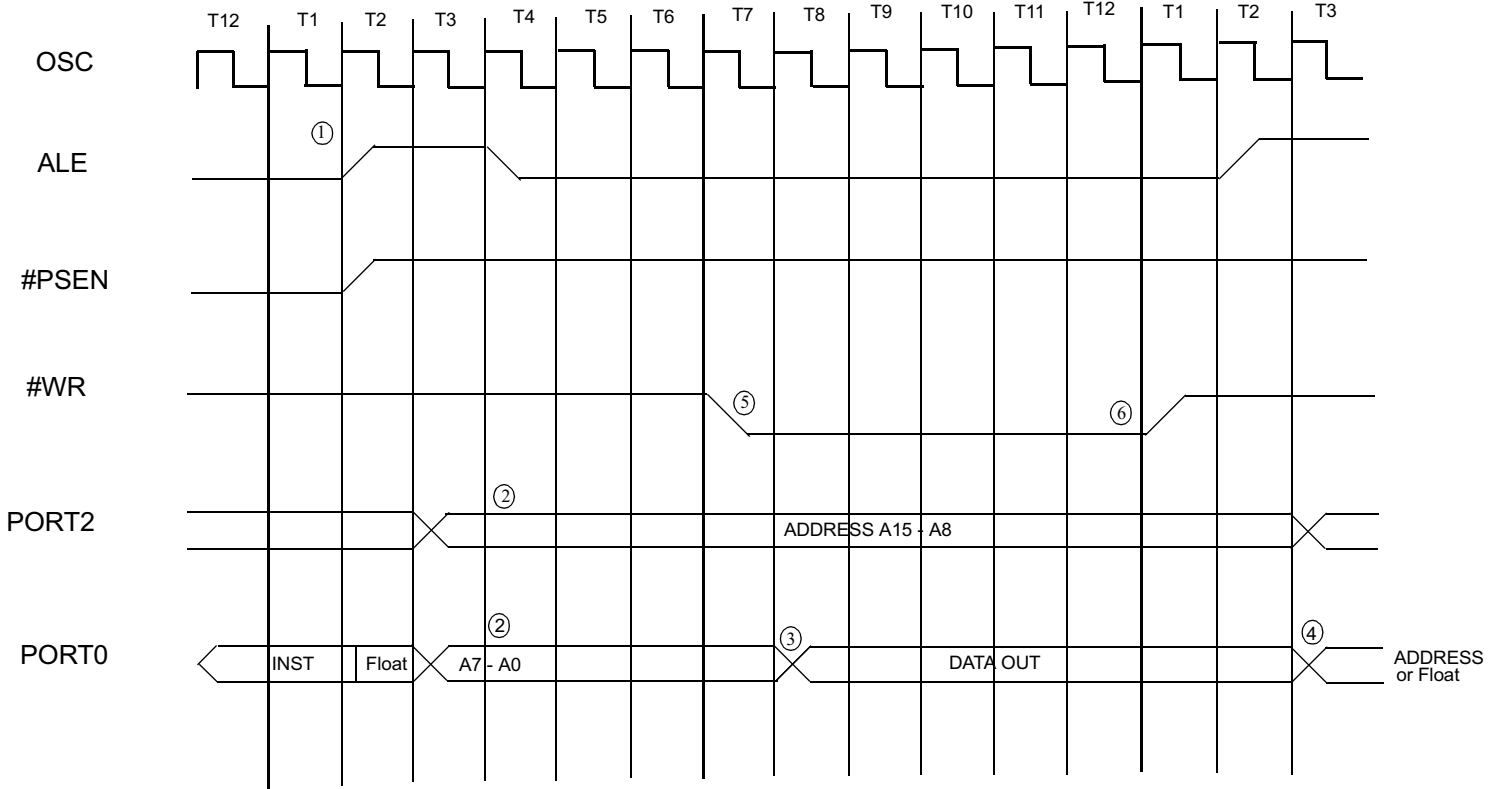 T12 T1 T2 T3 T4 T5 T6 T7 T8 T9 T10 T11 T12 T1 T2 T3
OSC
①
ALE
#PSEN
#WR
⑤
⑥
②
PORT2
ADDRESS A15 - A8
②
③
④
PORT0
INST Float A7 - A0 DATA OUT
ADDRESS
or Float